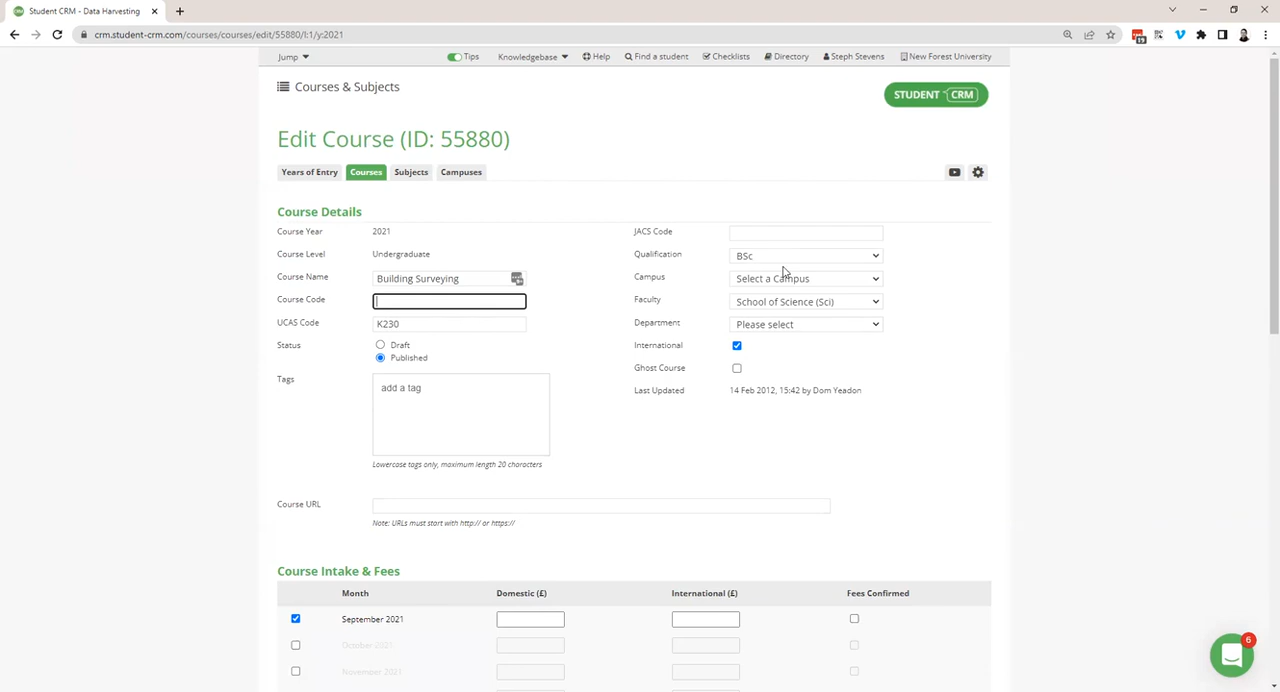 Student CRM - Data Harvesting
crm.student-crm.com/courses/courses/edit/55880/l:1/y:2021
19
Jump
Tips
Knowledgebase
Help
Find a student
Checklists
Directory
Steph Stevens
New Forest University
Courses & Subjects
STUDENT CRM
Edit Course (ID: 55880)
Years of Entry
Courses
Subjects
Campuses
Course Details
Course Year 2021
Course Level Undergraduate
Course Name Building Surveying
Course Code
UCAS Code K230
Status Draft
Published
Tags
add a tag
Lowercase tags only, maximum length 20 characters
JACS Code
Qualification BSc
Campus Select a Campus
Faculty School of Science (Sci)
Department Please select
International
Ghost Course
Last Updated 14 Feb 2012, 15:42 by Dom Yeadon
Course URL
Note: URLs must start with http:// or https://
Course Intake & Fees
Month Domestic (£) International (£) Fees Confirmed
September 2021
October 2021
November 2021
6